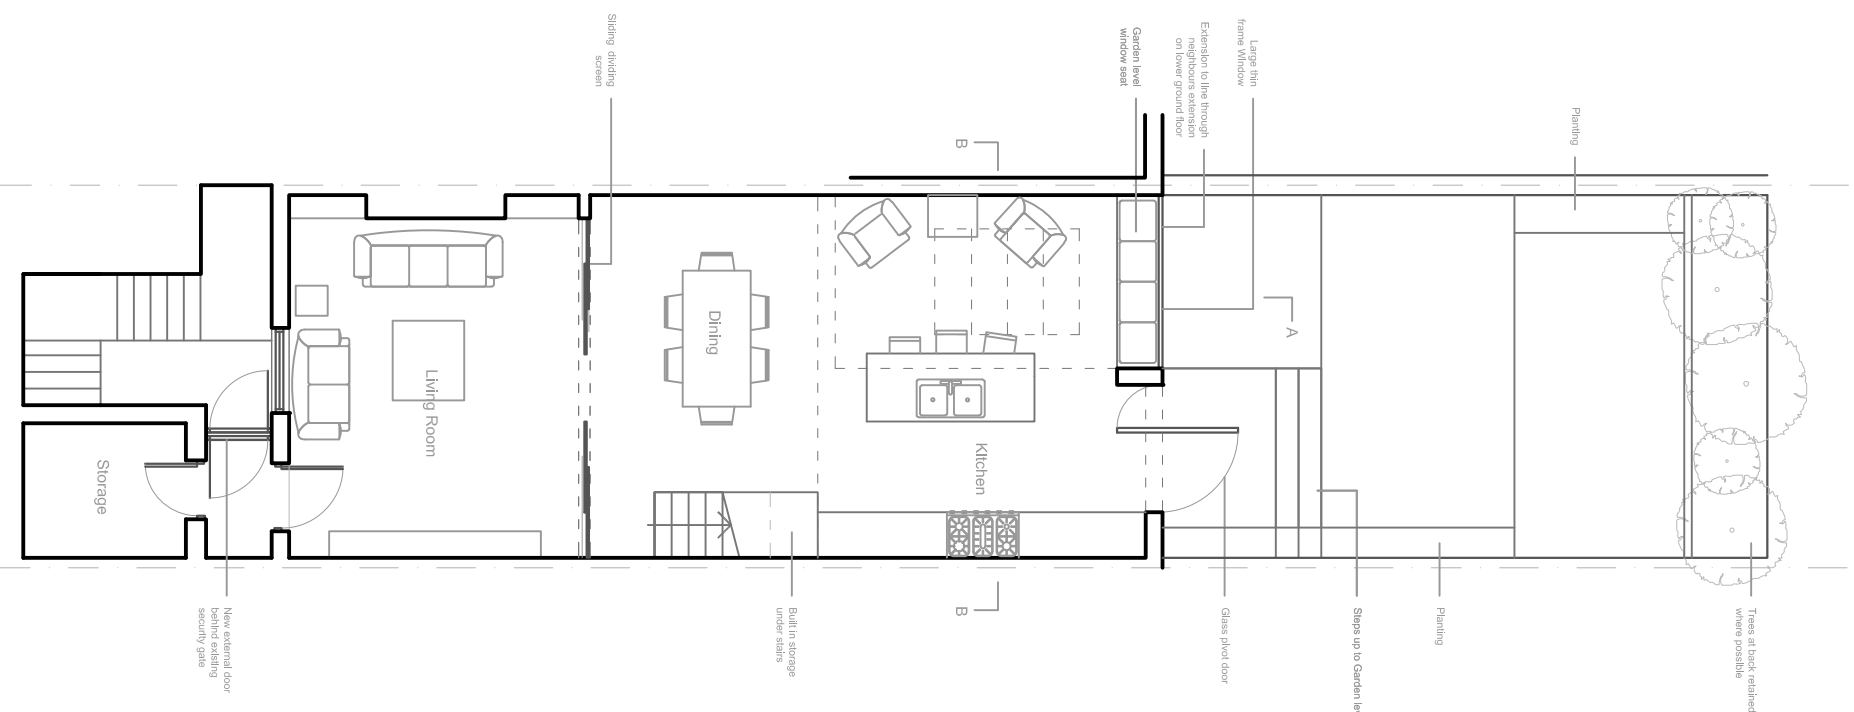 Sliding dividing
screen
Garden level
window seat
Extension to line through
neighbours extension
on lower ground floor
Large thin
frame Window
Planting
B
A
Dining
Living Room
Kitchen
Storage
New external door
behind existing
security gate
Built in storage
under stairs
B
Glass pivot door
Steps up to Garden le
Planting
Trees at back retained
where possible